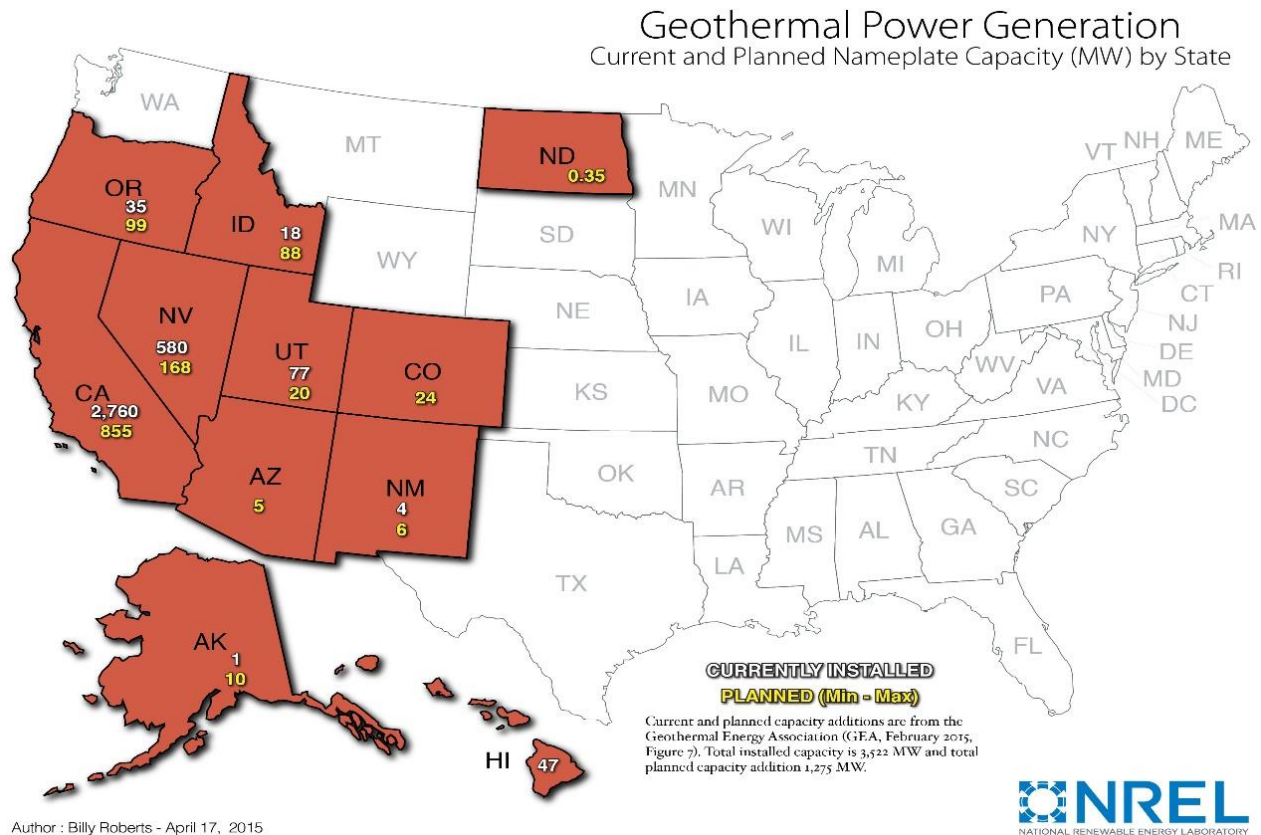 Geothermal Power Generation
Current and Planned Nameplate Capacity (MW) by State
WA
MT
ND
0.35
MN
VT
NH
ME
OR
35
99
ID
18
88
SD
WI
MI
NY
MA
RI
WY
IA
PA
CT
NJ
NE
NV
580
168
UT
77
20
CO
24
IL
IN
OH
DE
MD
DC
WV
VA
KS
MO
KY
CA
2,760
855
NC
TN
AZ
5
NM
4
6
OK
AR
SC
MS
AL
GA
LA
TX
FL
AK
1
10
HI
47
CURRENTLY INSTALLED
PLANNED (Min - Max)
Current and planned capacity additions are from the
Geothermal Energy Association (GEA, February 2015,
Figure 7). Total installed capacity is 3,522 MW and total
planned capacity addition 1,275 MW.
NREL
NATIONAL RENEWABLE ENERGY LABORATORY
Author : Billy Roberts - April 17, 2015